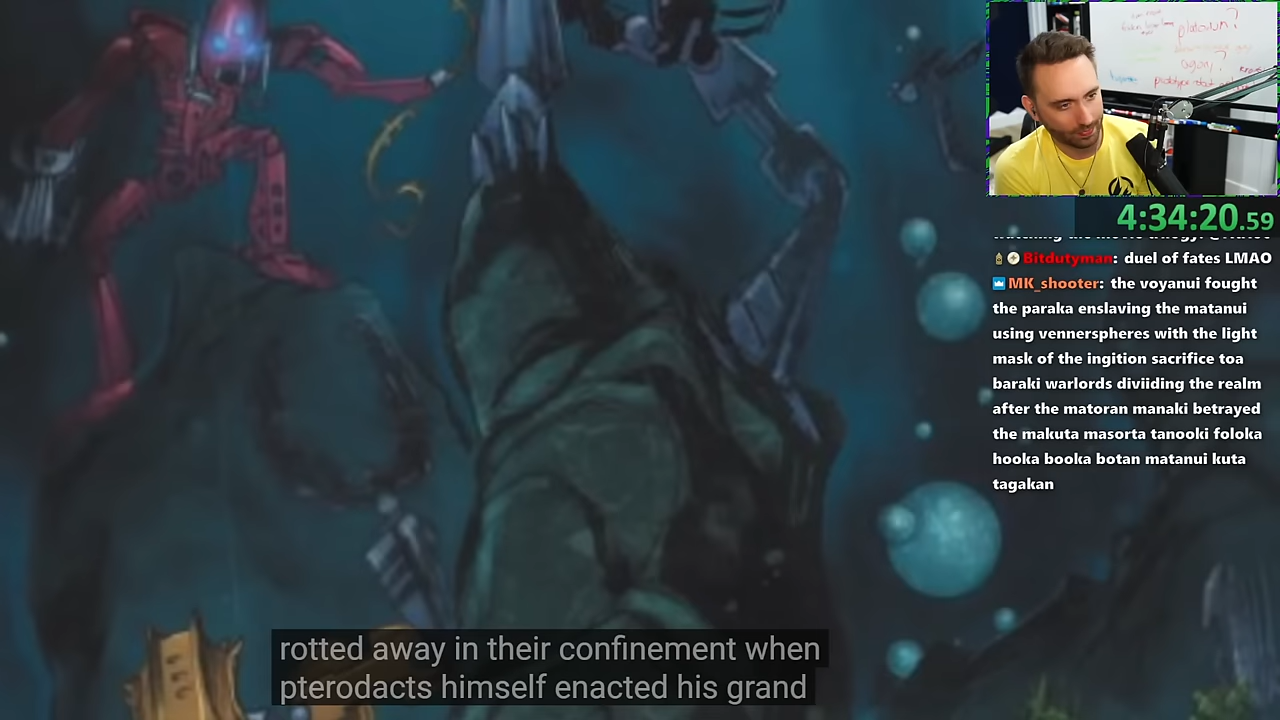 platown?
agony?
4:34:20.59
Bitdutyman: duel of fates LMAO
MK_shooter: the voyanui fought
the paraka enslaving the matanui
using vennerspheres with the light
mask of the ingition sacrifice toa
baraki warlords diviiding the realm
after the matoran manaki betrayed
the makuta masorta tanooki foloka
hooka booka botan matanui kuta
tagakan
rotted away in their confinement when
pterodacts himself enacted his grand